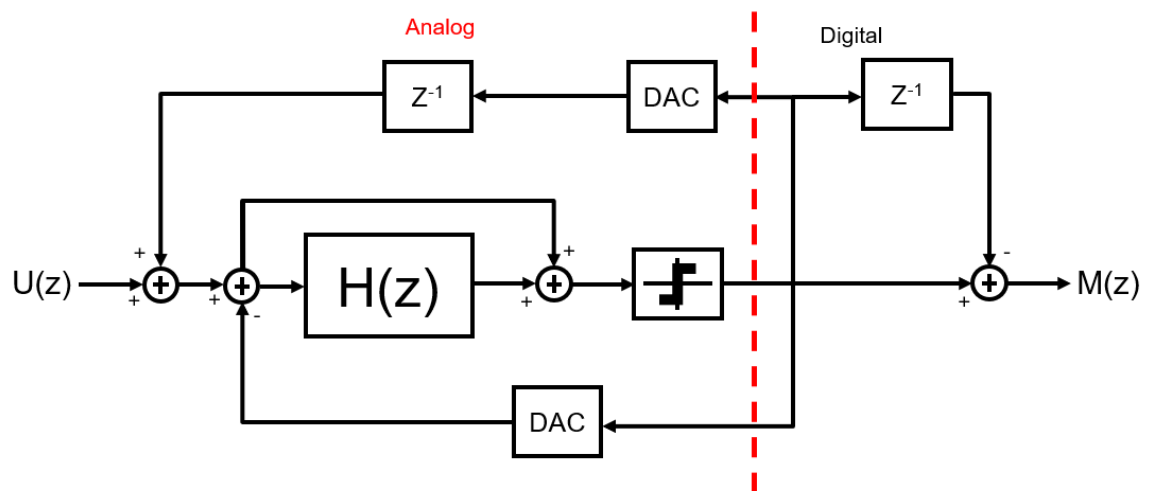 Analog
Digital
Z-1
DAC
Z-1
+
-
+
U(z)
+
+
+
+
-
H(z)
+
+
+
+
+
M(z)
DAC